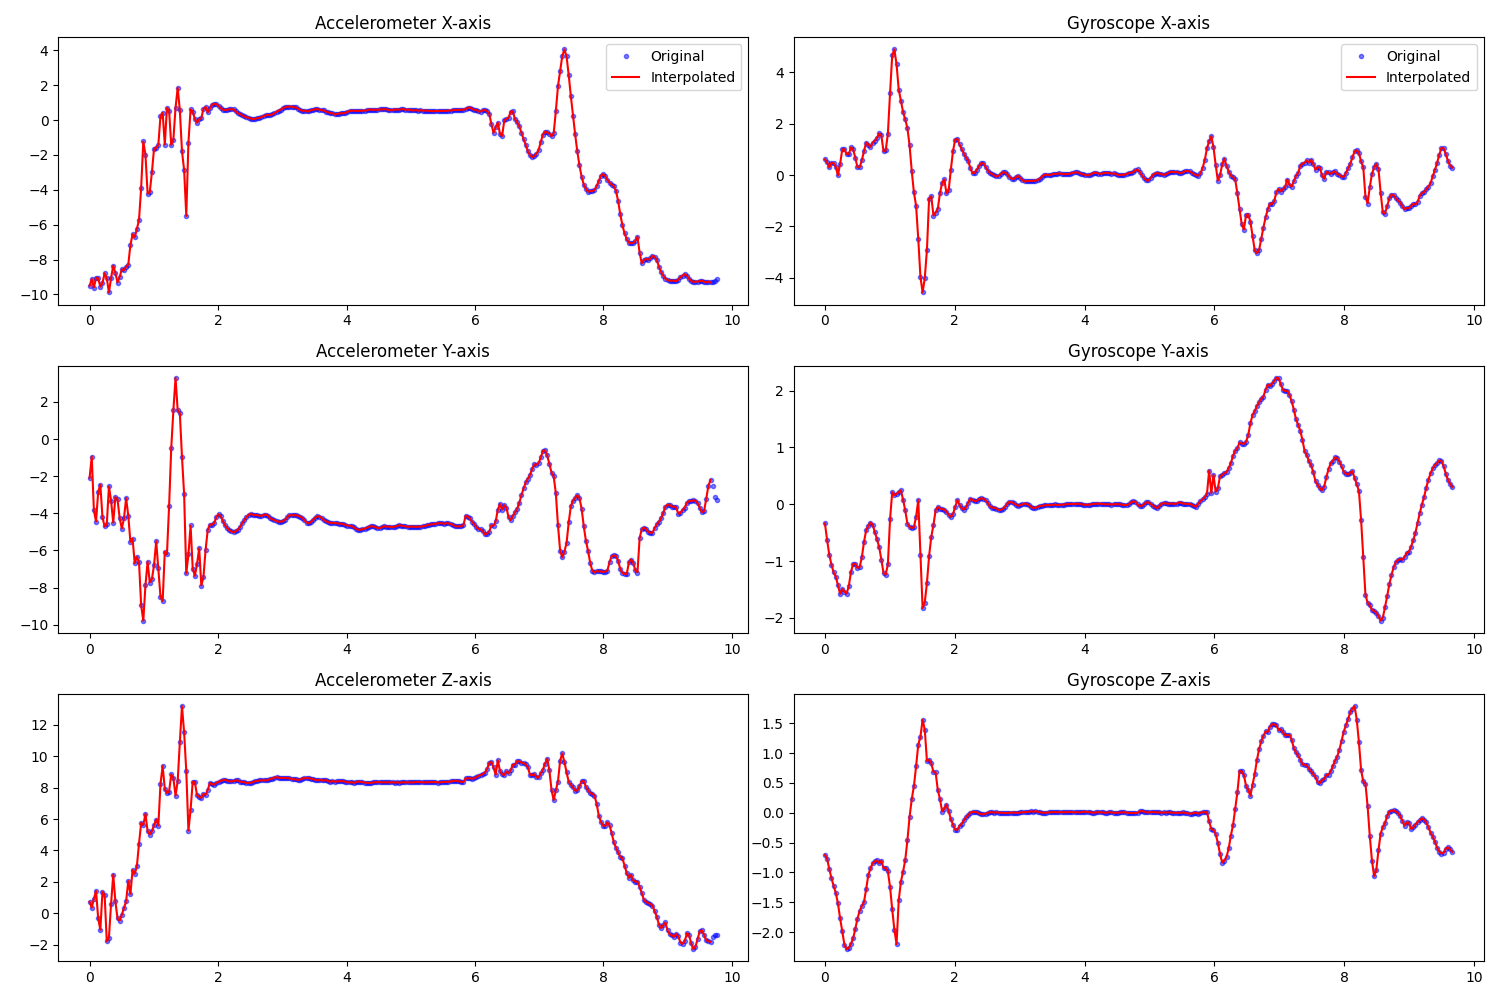 Accelerometer X-axis
4
2
0
−2
−4
−6
−8
−10
0 2 4 6 8 10
Original
Interpolated
Gyroscope X-axis
4
2
0
−2
−4
0 2 4 6 8 10
Original
Interpolated
Accelerometer Y-axis
2
0
−2
−4
−6
−8
−10
0 2 4 6 8 10
Gyroscope Y-axis
2
1
0
−1
−2
0 2 4 6 8 10
Accelerometer Z-axis
12
10
8
6
4
2
0
−2
0 2 4 6 8 10
Gyroscope Z-axis
1.5
1.0
0.5
0.0
−0.5
−1.0
−1.5
−2.0
0 2 4 6 8 10